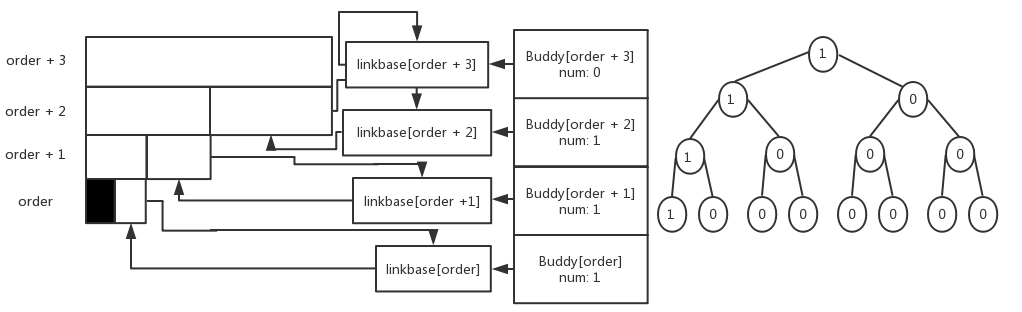 order + 3
order + 2
order + 1
order
linkbase[order + 3]
linkbase[order + 2]
linkbase[order +1]
linkbase[order]
Buddy[order + 3]
num: 0
Buddy[order + 2]
num: 1
Buddy[order + 1]
num: 1
Buddy[order]
num: 1
1
1 0
1 0 0 0
1 0 0 0 0 0 0 0